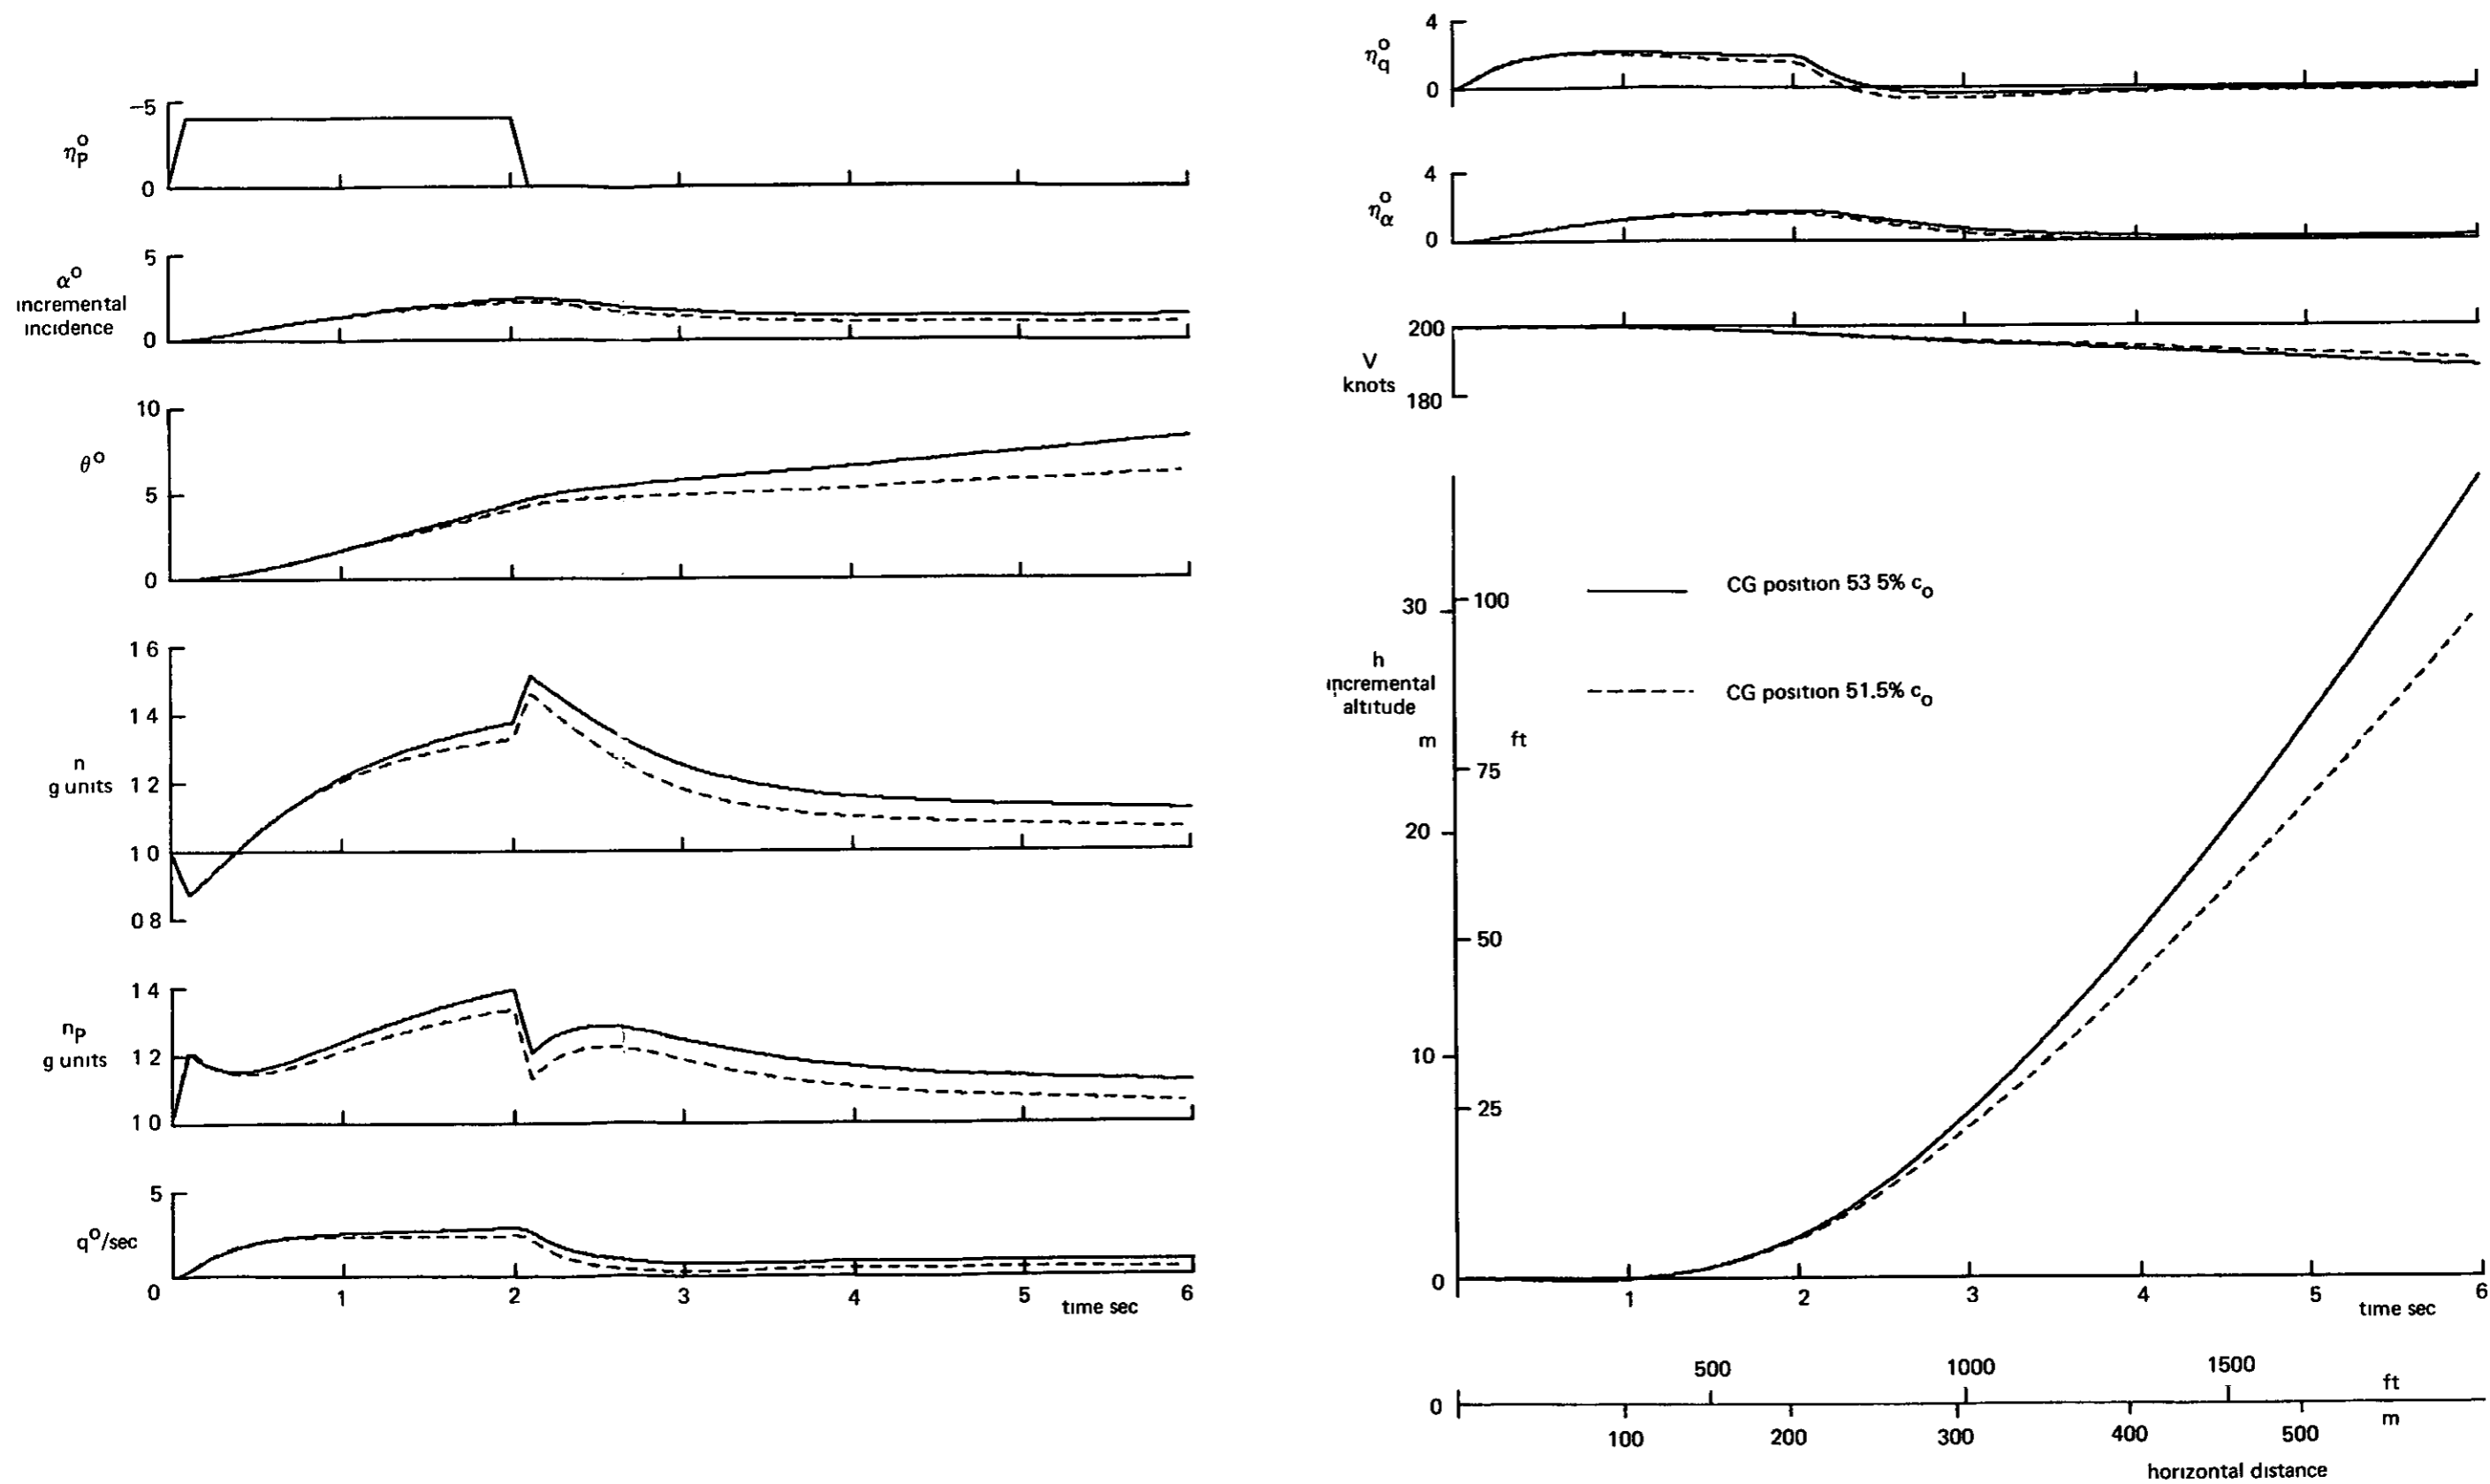 −5
η°P
0
5
α°
incremental
incidence
0
10
θ°
5
0
1 6
1 4
n
g units
1 2
1 0
0 8
1 4
nP
g units
1 2
1 0
5
q°/sec
0
1
2
3
4
5
6
time sec
4
η°q
0
4
η°α
0
200
V
knots
180
30
100
CG position 53 5% co
h
incremental
altitude
CG position 51.5% co
m
ft
75
20
50
10
25
0
1
2
3
4
5
6
time sec
500
1000
1500
ft
0
m
100
200
300
400
500
horizontal distance